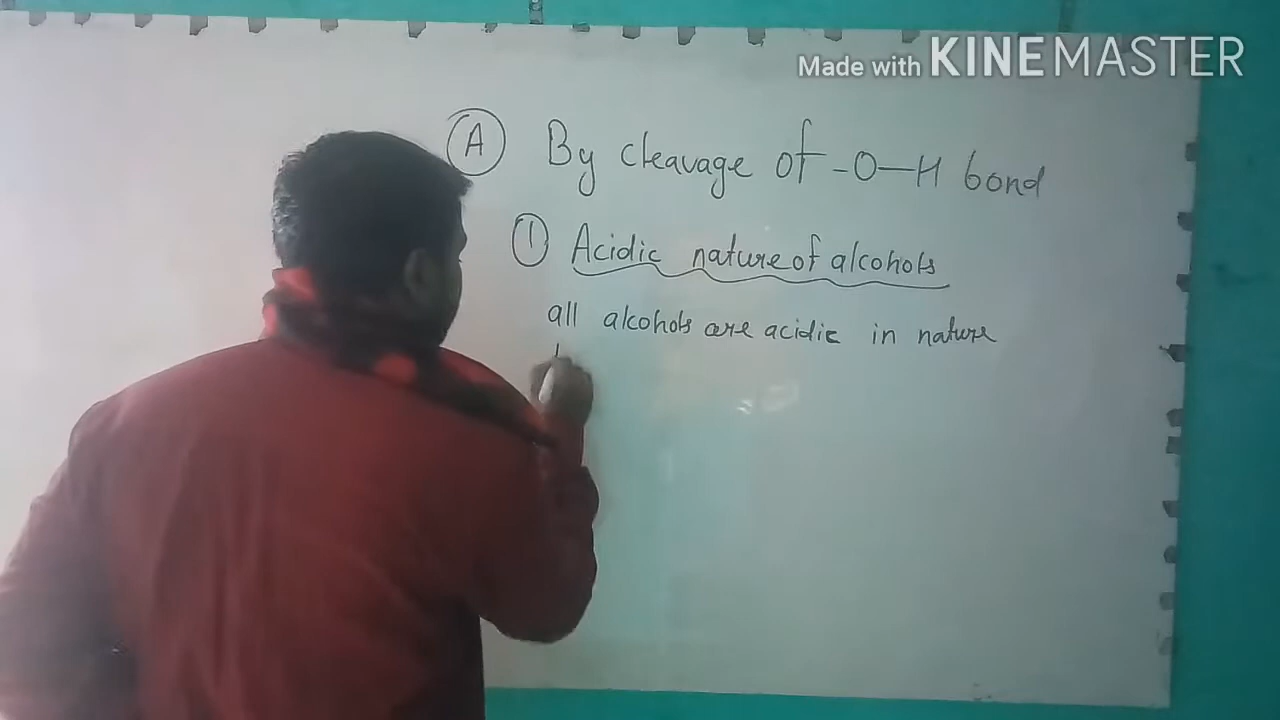 Made with KINEMASTER
A By cleavage of -O-H bond
1 Acidic nature of alcohols
all alcohols are acidic in nature